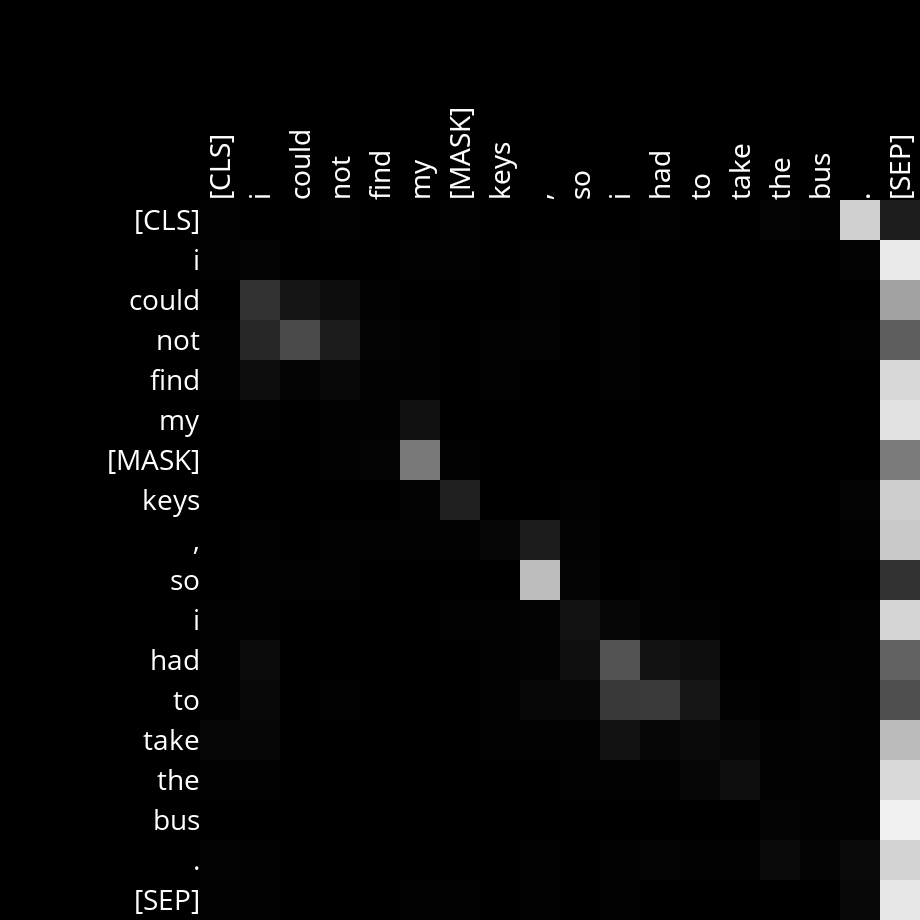 [CLS] i could not find my [MASK] keys , so i had to take the bus . [SEP]
[CLS]
i
could
not
find
my
[MASK]
keys
,
so
i
had
to
take
the
bus
.
[SEP]